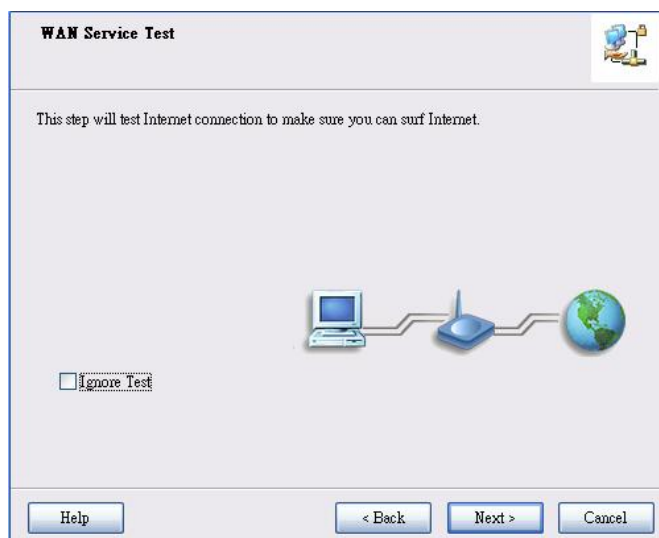 WAN Service Test
This step will test Internet connection to make sure you can surf Internet.
Ignore Test
Help
< Back
Next >
Cancel